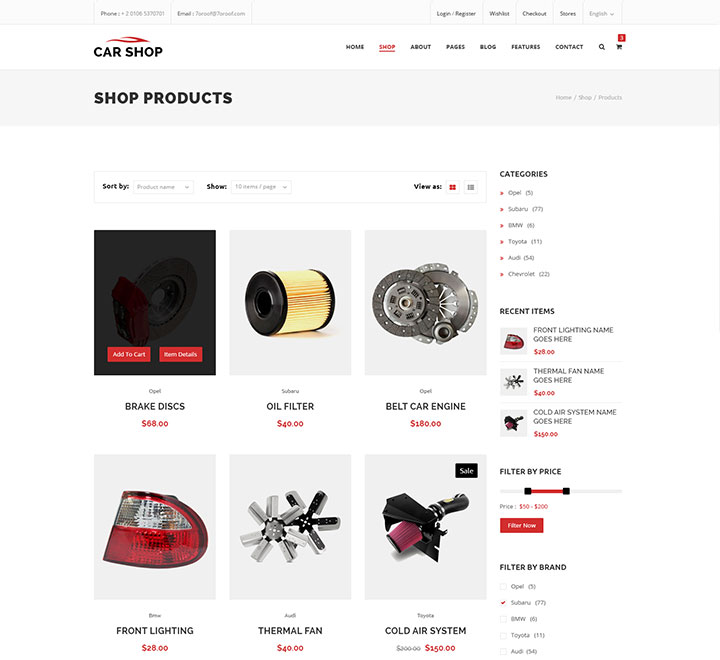 Phone : + 2 0106 5370701 Email : 7oroof@7oroof.com Login / Regisser Wishlist Checkout Stores English
CAR SHOP HOME SHOP ABOUT PAGES BLOG FEATURES CONTACT 3
SHOP PRODUCTS Home / Shop / Products
Sort by: Product name Show: 10 items / page View as:
Add To Cart Item Details
Opel
BRAKE DISCS
$68.00
Subaru
OIL FILTER
$40.00
Opel
BELT CAR ENGINE
$180.00
Sale
Bmw
FRONT LIGHTING
$28.00
Audi
THERMAL FAN
$40.00
Toyota
COLD AIR SYSTEM
$200.00 $150.00
CATEGORIES
Opel (5)
Subaru (77)
BMW (6)
Toyota (11)
Audi (54)
Chevrolet (22)
RECENT ITEMS
FRONT LIGHTING NAME
GOES HERE
$28.00
THERMAL FAN NAME
GOES HERE
$40.00
COLD AIR SYSTEM NAME
GOES HERE
$150.00
FILTER BY PRICE
Price : $50 - $200
Filter Now
FILTER BY BRAND
Opel (5)
Subaru (77)
BMW (6)
Toyota (11)
Audi (54)